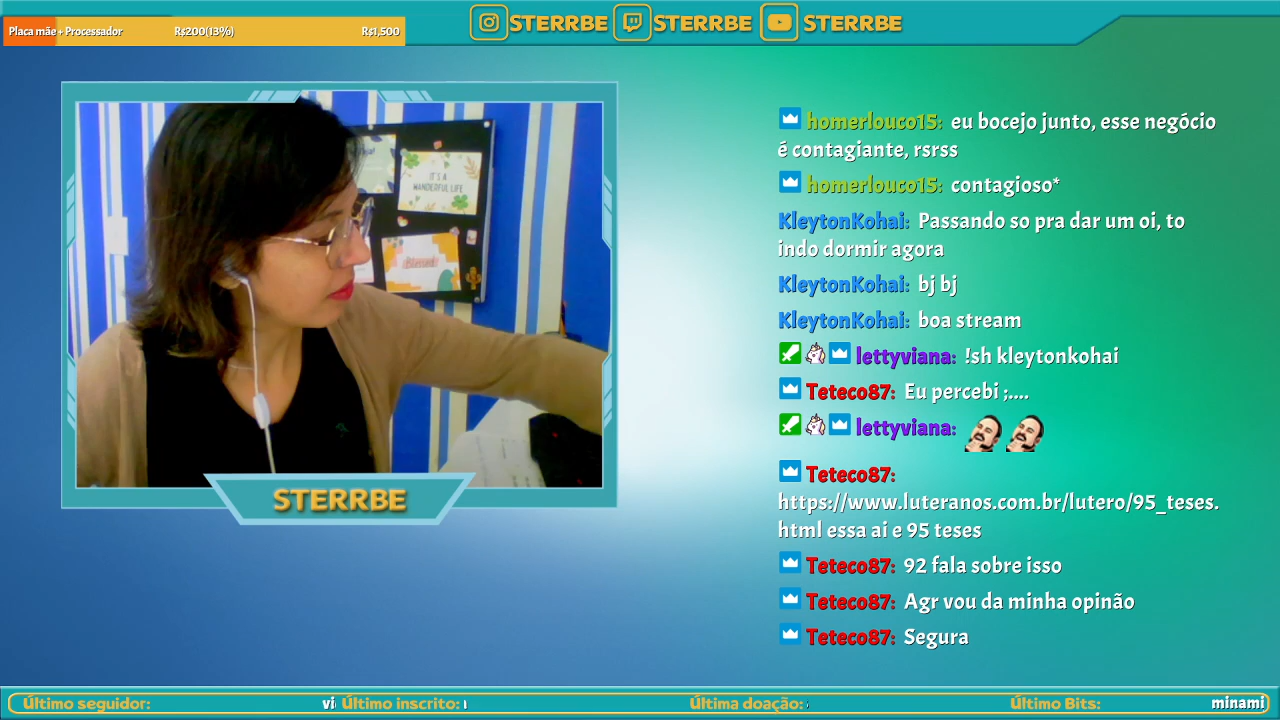 Placa mãe + Processador R$200(13%) R$1,500
STERRBE STERRBE STERRBE
IT'S A
WANDERFUL LIFE
Blessed
STERRBE
homerlouco15: eu bocejo junto, esse negócio
é contagiante, rsrss
homerlouco15: contagioso*
KleytonKohai: Passando so pra dar um oi, to
indo dormir agora
KleytonKohai: bj bj
KleytonKohai: boa stream
lettyviana: !sh kleytonkohai
Teteco87: Eu percebi ;....
lettyviana:
Teteco87:
https://www.luteranos.com.br/lutero/95_teses.
html essa ai e 95 teses
Teteco87: 92 fala sobre isso
Teteco87: Agr vou da minha opinão
Teteco87: Segura
Último seguidor: vi Último inscrito: Última doação: Último Bits: minami